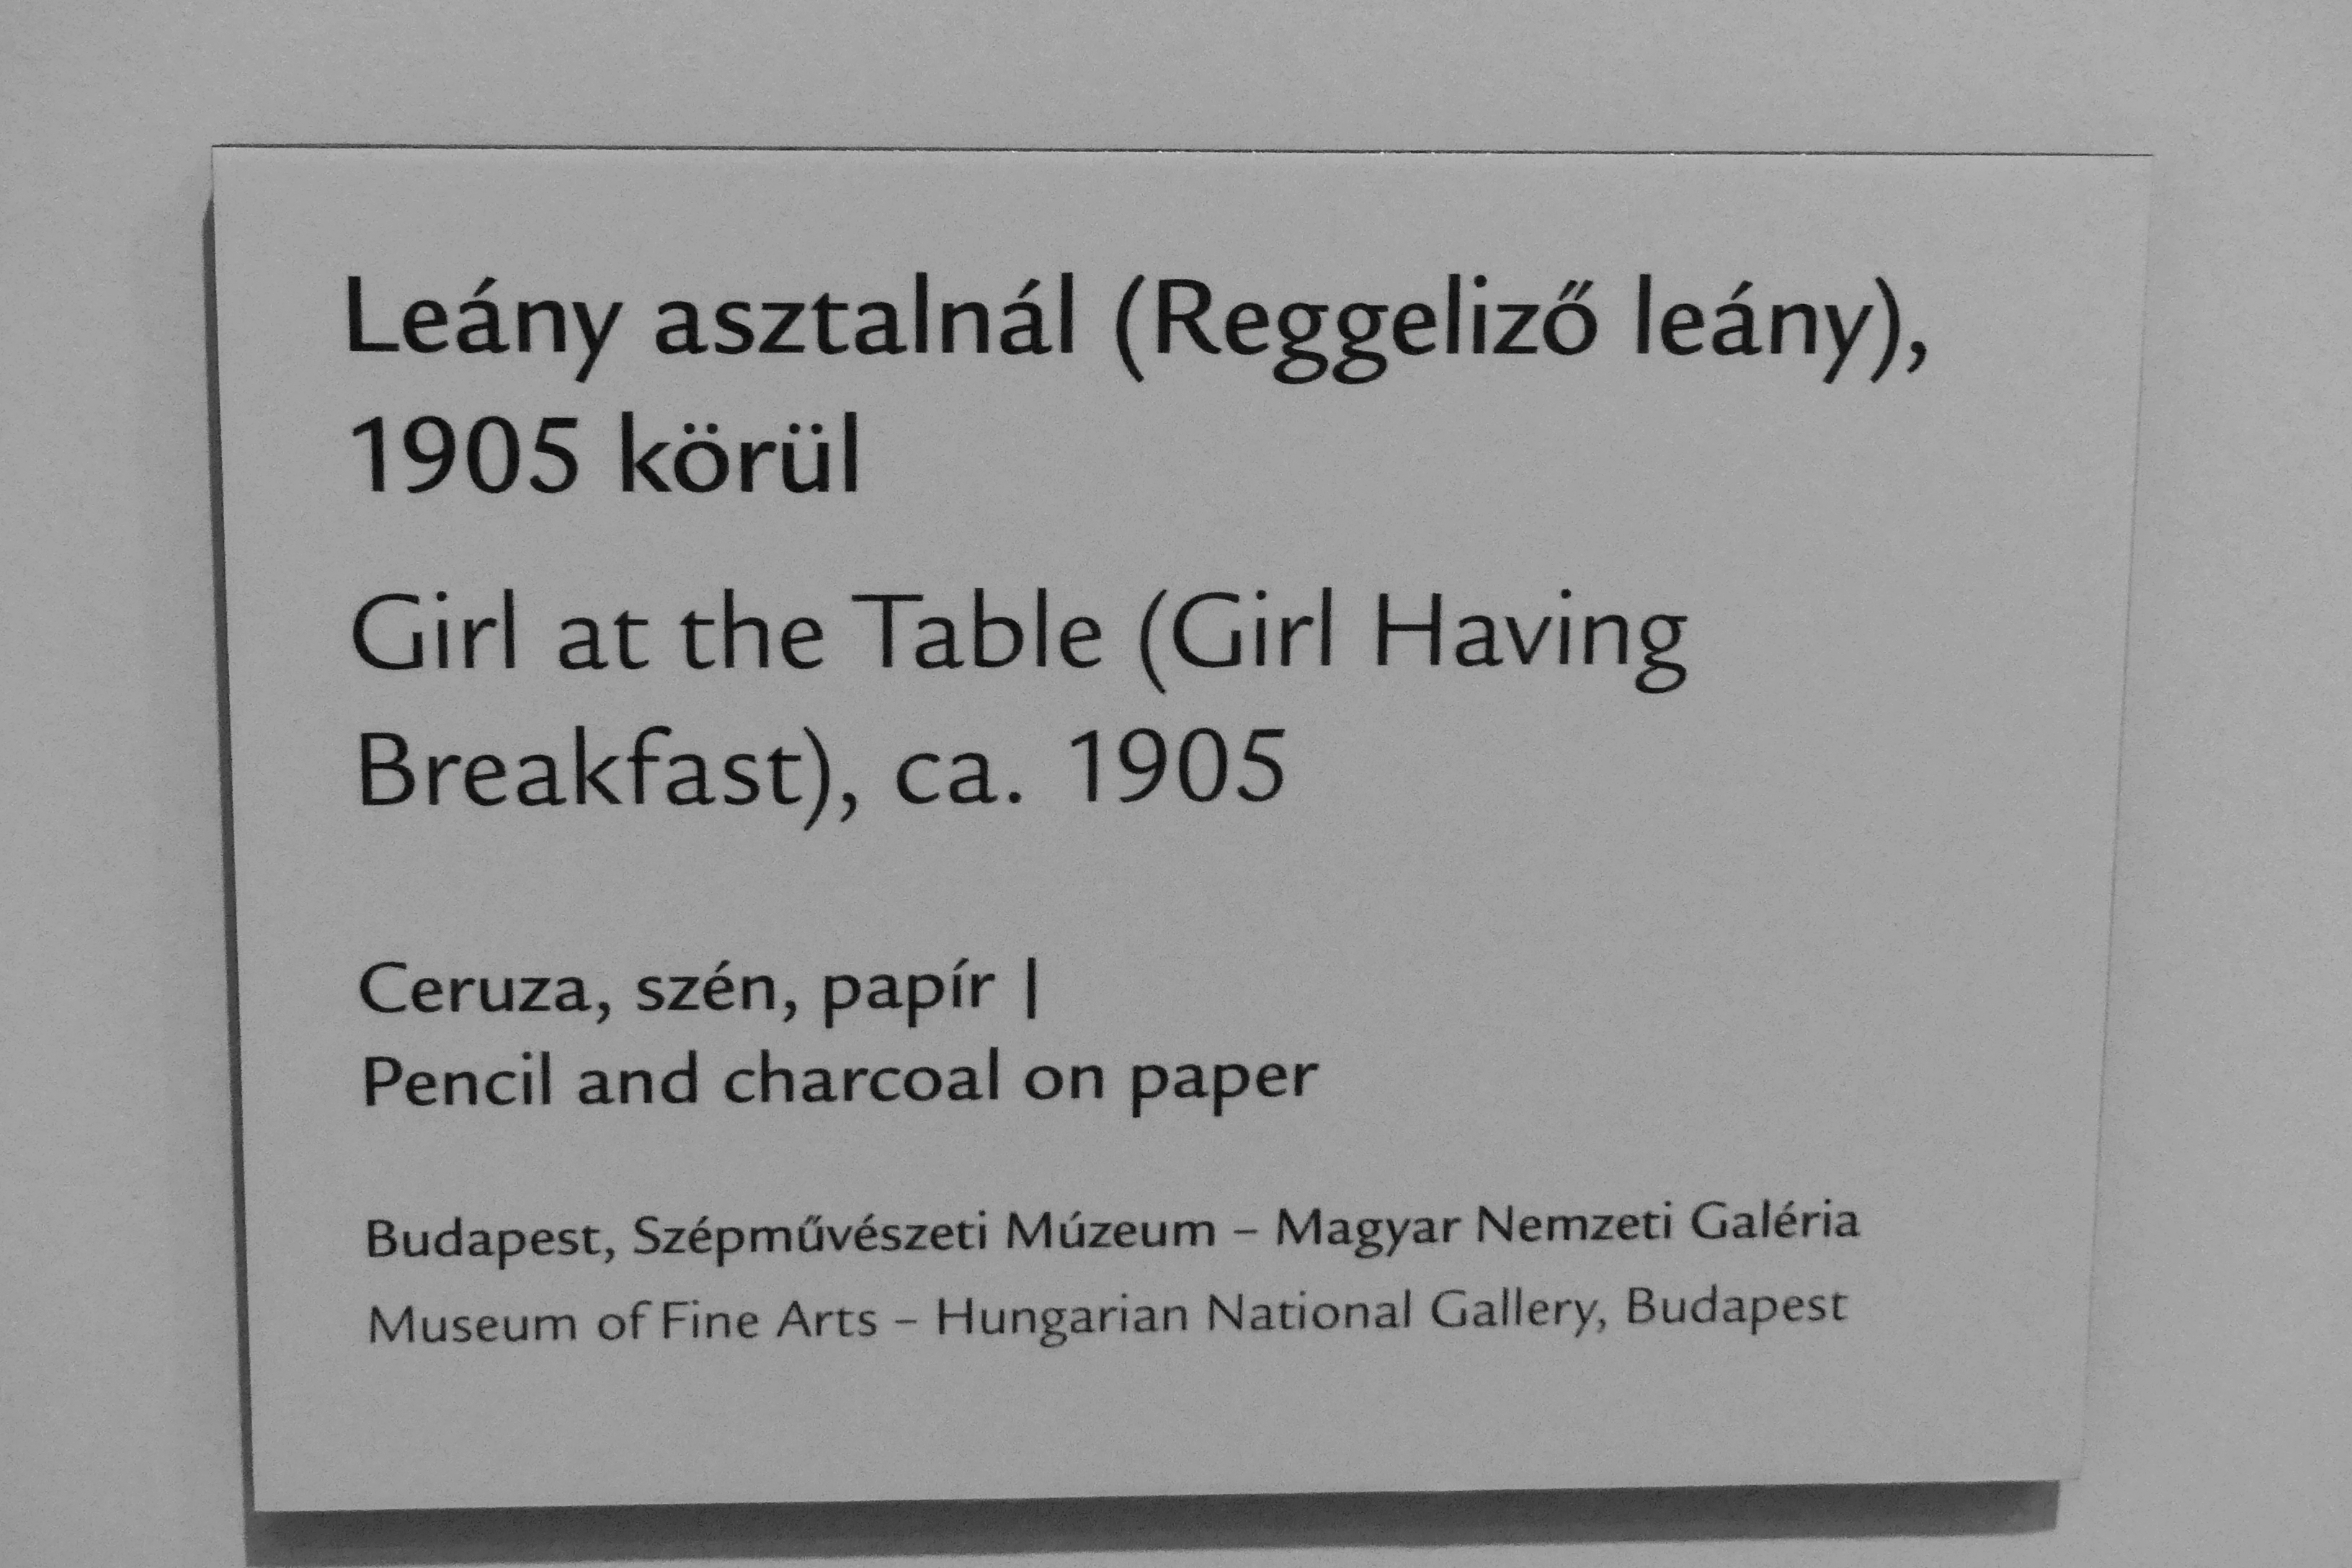 Leány asztalnál (Reggeliző leány),
1905 körül
Girl at the Table (Girl Having
Breakfast), ca. 1905
Ceruza, szén, papír |
Pencil and charcoal on paper
Budapest, Szépművészeti Múzeum – Magyar Nemzeti Galéria
Museum of Fine Arts – Hungarian National Gallery, Budapest